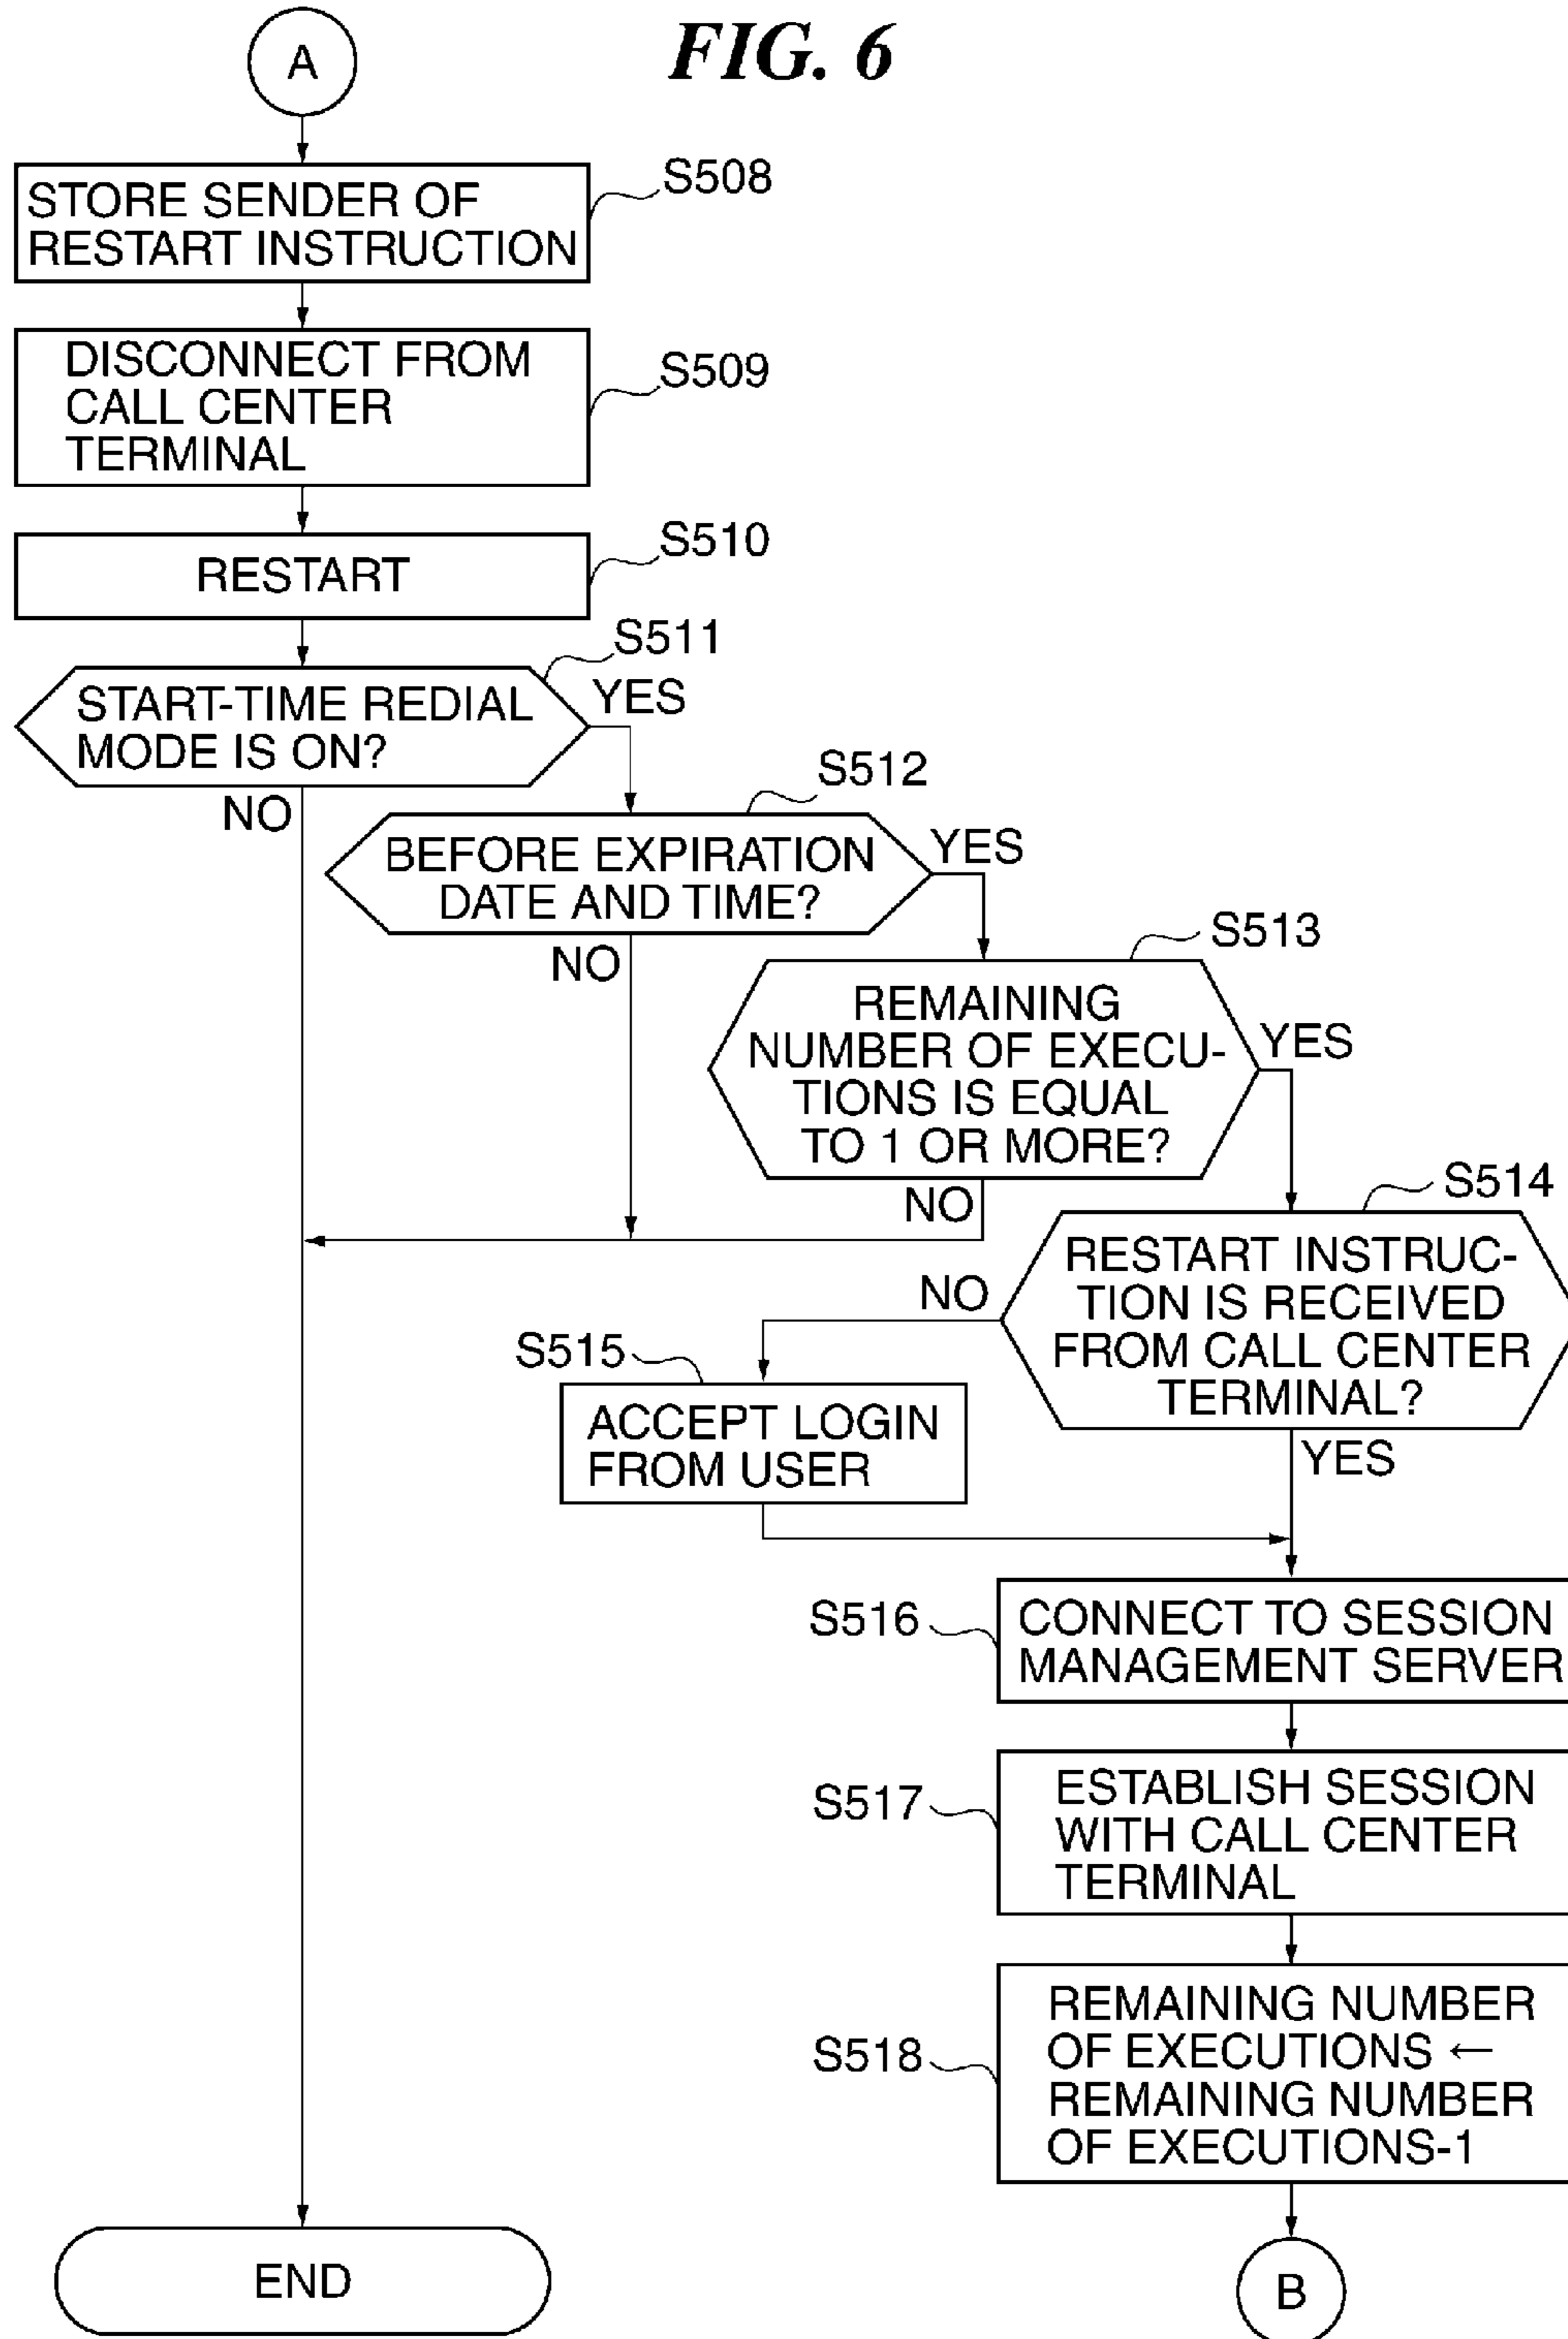 FIG. 6
A
S508
STORE SENDER OF
RESTART INSTRUCTION
S509
DISCONNECT FROM
CALL CENTER
TERMINAL
S510
RESTART
S511
START-TIME REDIAL
MODE IS ON?
YES
NO
S512
BEFORE EXPIRATION
DATE AND TIME?
YES
NO
S513
REMAINING
NUMBER OF EXECU-
TIONS IS EQUAL
TO 1 OR MORE?
YES
NO
S514
RESTART INSTRUC-
TION IS RECEIVED
FROM CALL CENTER
TERMINAL?
NO
YES
S515
ACCEPT LOGIN
FROM USER
S516
CONNECT TO SESSION
MANAGEMENT SERVER
S517
ESTABLISH SESSION
WITH CALL CENTER
TERMINAL
S518
REMAINING NUMBER
OF EXECUTIONS ←
REMAINING NUMBER
OF EXECUTIONS-1
END
B